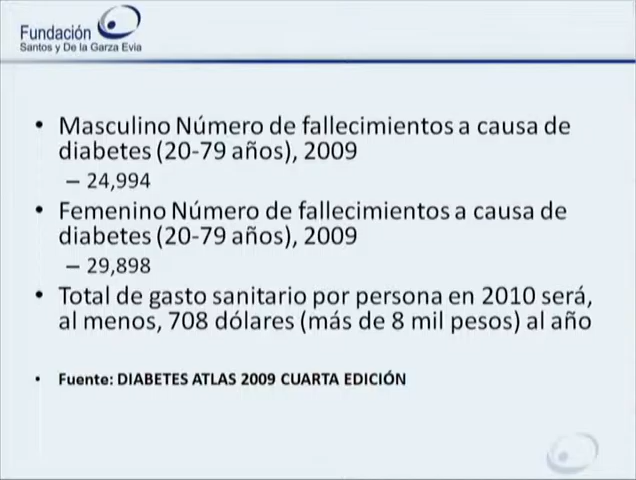 Fundación
Santos y De la Garza Evia
• Masculino Número de fallecimientos a causa de
diabetes (20-79 años), 2009
– 24,994
• Femenino Número de fallecimientos a causa de
diabetes (20-79 años), 2009
– 29,898
• Total de gasto sanitario por persona en 2010 será,
al menos, 708 dólares (más de 8 mil pesos) al año
• Fuente: DIABETES ATLAS 2009 CUARTA EDICIÓN